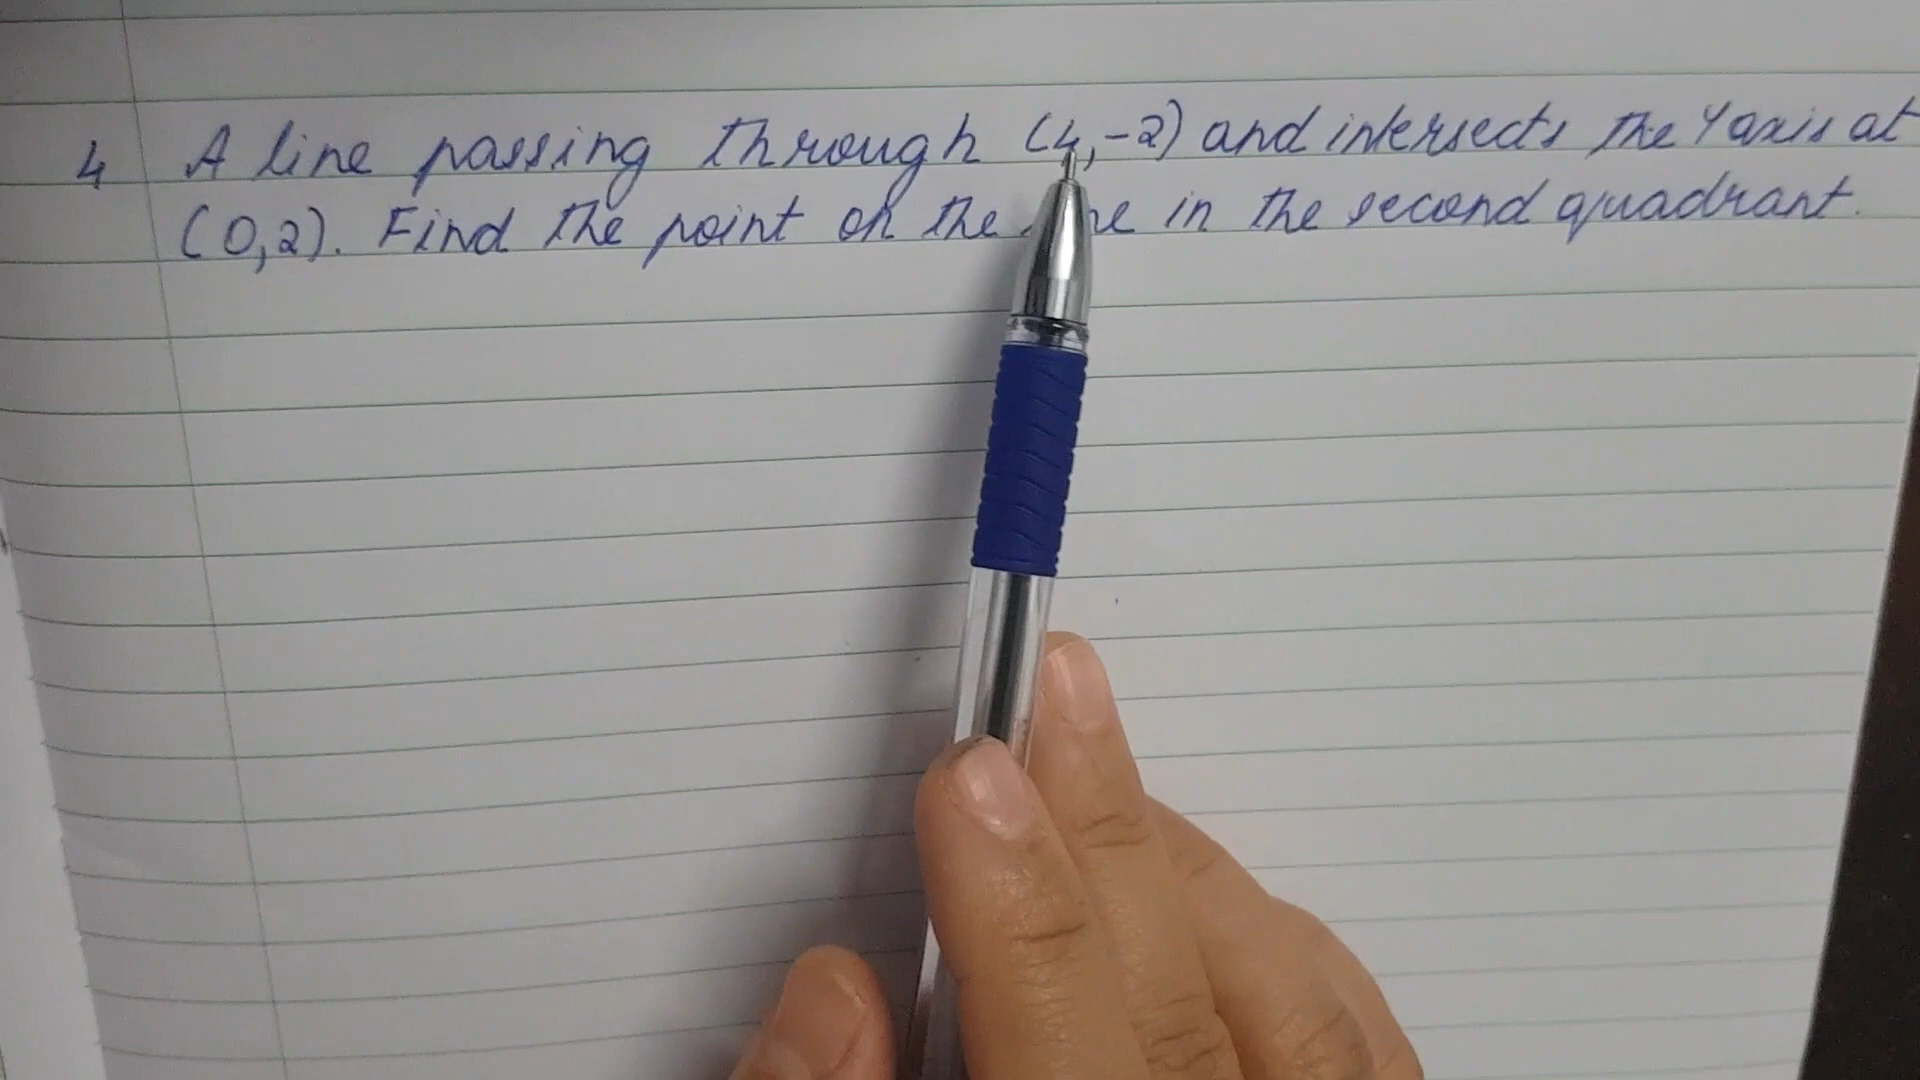 4 A line passing through (4,-2) and intersects the Y axis at
(0,2). Find the point on the line in the second quadrant.